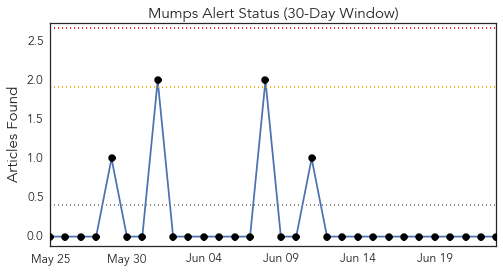 Mumps Alert Status (30-Day Window)
Articles Found
2.5
2.0
1.5
1.0
0.5
0.0
May 25
May 30
Jun 04
Jun 09
Jun 14
Jun 19